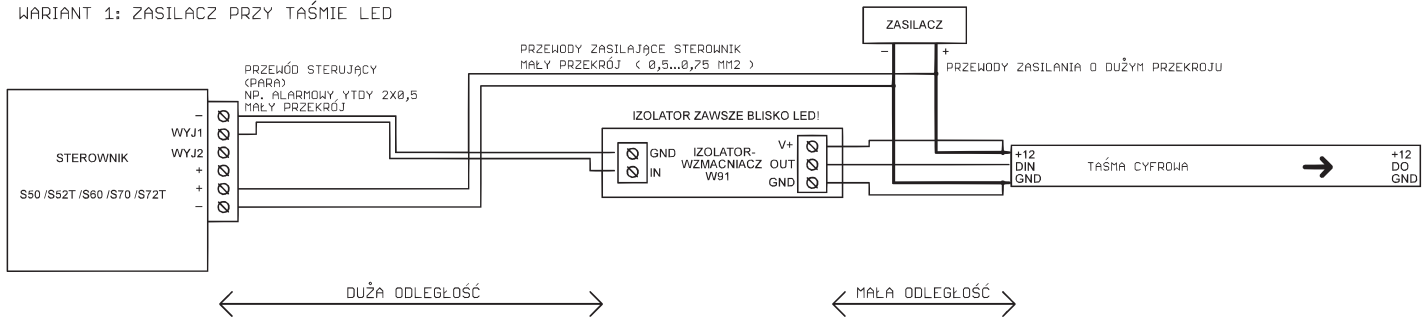 WARIANT 1: ZASILACZ PRZY TAŚMIE LED
ZASILACZ
–
+
PRZEWODY ZASILAJĄCE STEROWNIK
MAŁY PRZEKRÓJ ( 0,5...0,75 MM2 )
PRZEWODY ZASILANIA O DUŻYM PRZEKROJU
PRZEWÓD STERUJĄCY
(PARA)
NP. ALARMOWY YTDY 2X0,5
MAŁY PRZEKRÓJ
STEROWNIK
S50 /S52T /S60 /S70 /S72T
–
WYJ1
WYJ2
+
+
–
IZOLATOR ZAWSZE BLISKO LED!
GND
IN
IZOLATOR-
WZMACNIACZ
W91
V+
OUT
GND
+12
DIN
GND
TAŚMA CYFROWA
+12
DO
GND
DUŻA ODLEGŁOŚĆ
MAŁA ODLEGŁOŚĆ